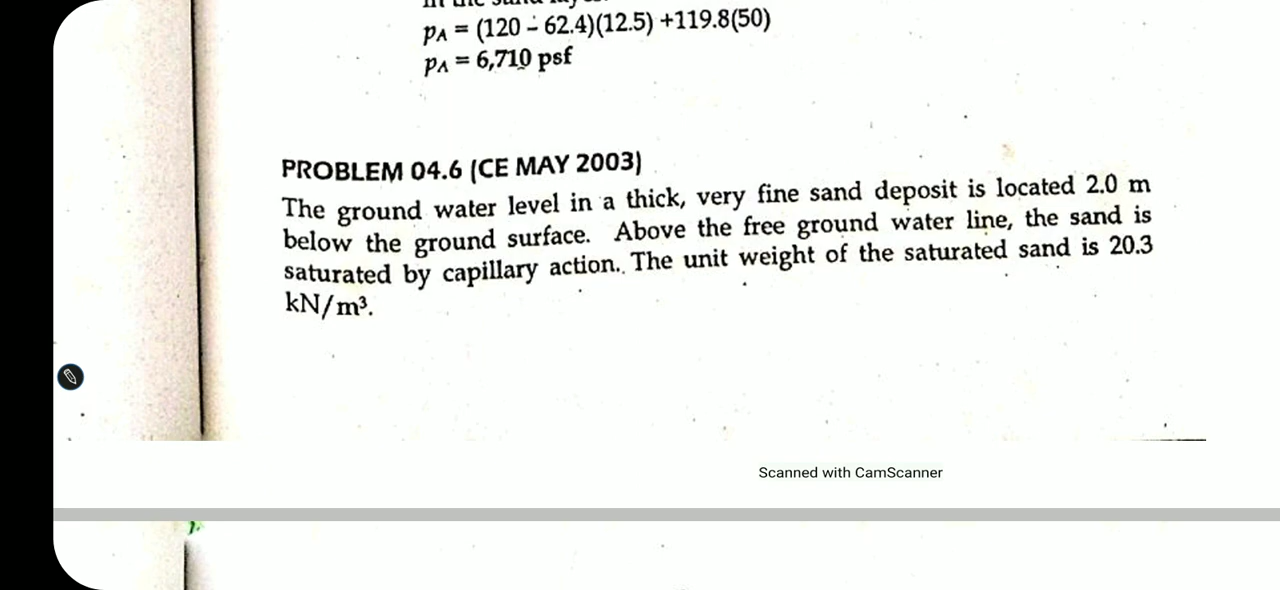 pA = (120 - 62.4)(12.5) +119.8(50)
pA = 6,710 psf
PROBLEM 04.6 (CE MAY 2003)
The ground water level in a thick, very fine sand deposit is located 2.0 m
below the ground surface. Above the free ground water line, the sand is
saturated by capillary action. The unit weight of the saturated sand is 20.3
kN/m³.
Scanned with CamScanner